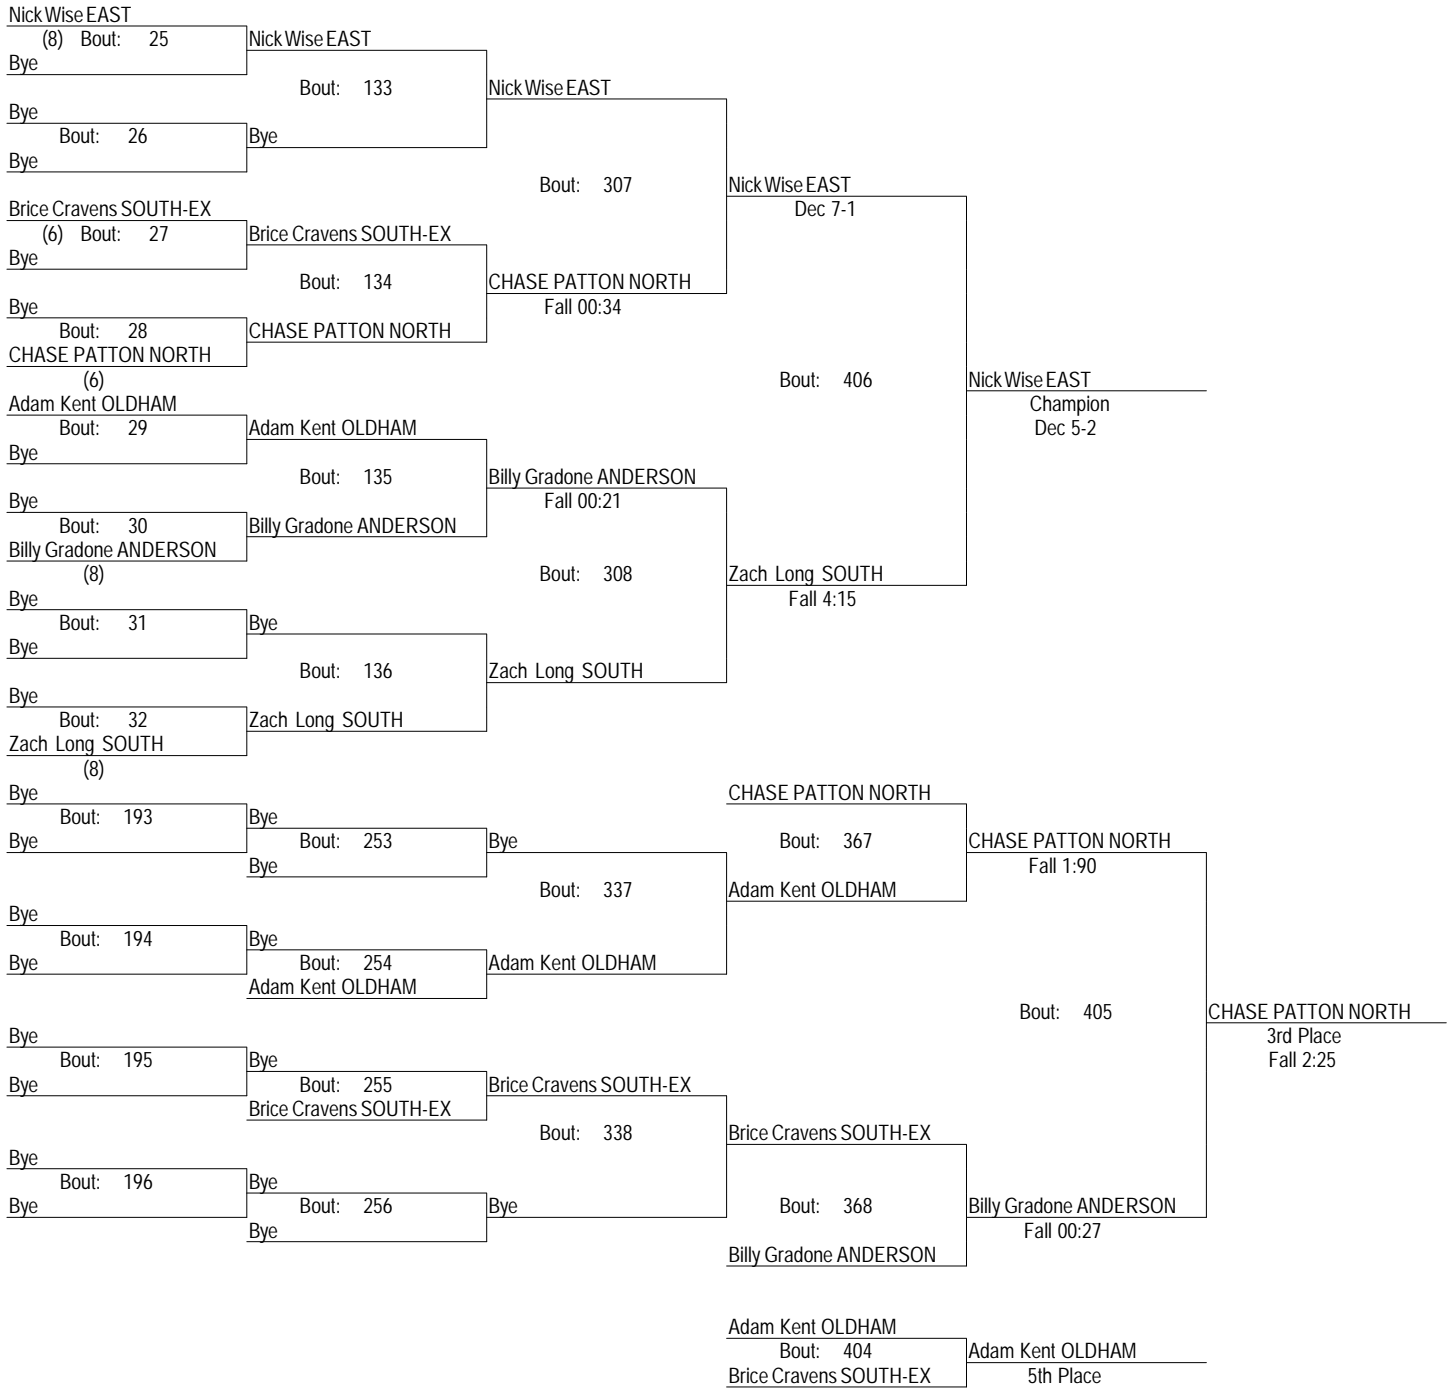 Nick Wise EAST
(8) Bout: 25 Nick Wise EAST
Bye
Bout: 133 Nick Wise EAST
Bye
Bout: 26 Bye
Bye
Bout: 307 Nick Wise EAST
Dec 7-1
Brice Cravens SOUTH-EX
(6) Bout: 27 Brice Cravens SOUTH-EX
Bye
Bout: 134 CHASE PATTON NORTH
Fall 00:34
Bye
Bout: 28 CHASE PATTON NORTH
CHASE PATTON NORTH
(6) Bout: 406 Nick Wise EAST
Adam Kent OLDHAM Champion
Bout: 29 Adam Kent OLDHAM Dec 5-2
Bye
Bout: 135 Billy Gradone ANDERSON
Bye Fall 00:21
Bout: 30 Billy Gradone ANDERSON
Billy Gradone ANDERSON
(8) Bout: 308 Zach Long SOUTH
Bye Fall 4:15
Bout: 31 Bye
Bye
Bout: 136 Zach Long SOUTH
Bye
Bout: 32 Zach Long SOUTH
Zach Long SOUTH
(8)
Bye CHASE PATTON NORTH
Bout: 193 Bye
Bye Bout: 253 Bye Bout: 367 CHASE PATTON NORTH
Bye Fall 1:90
Bout: 337 Adam Kent OLDHAM
Bye
Bout: 194 Bye
Bye Bout: 254 Adam Kent OLDHAM
Adam Kent OLDHAM
Bout: 405 CHASE PATTON NORTH
Bye 3rd Place
Bout: 195 Bye Fall 2:25
Bye Bout: 255 Brice Cravens SOUTH-EX
Brice Cravens SOUTH-EX
Bout: 338 Brice Cravens SOUTH-EX
Bye
Bout: 196 Bye
Bye Bout: 256 Bye Bout: 368 Billy Gradone ANDERSON
Bye Fall 00:27
Billy Gradone ANDERSON
Adam Kent OLDHAM
Bout: 404 Adam Kent OLDHAM
Brice Cravens SOUTH-EX 5th Place